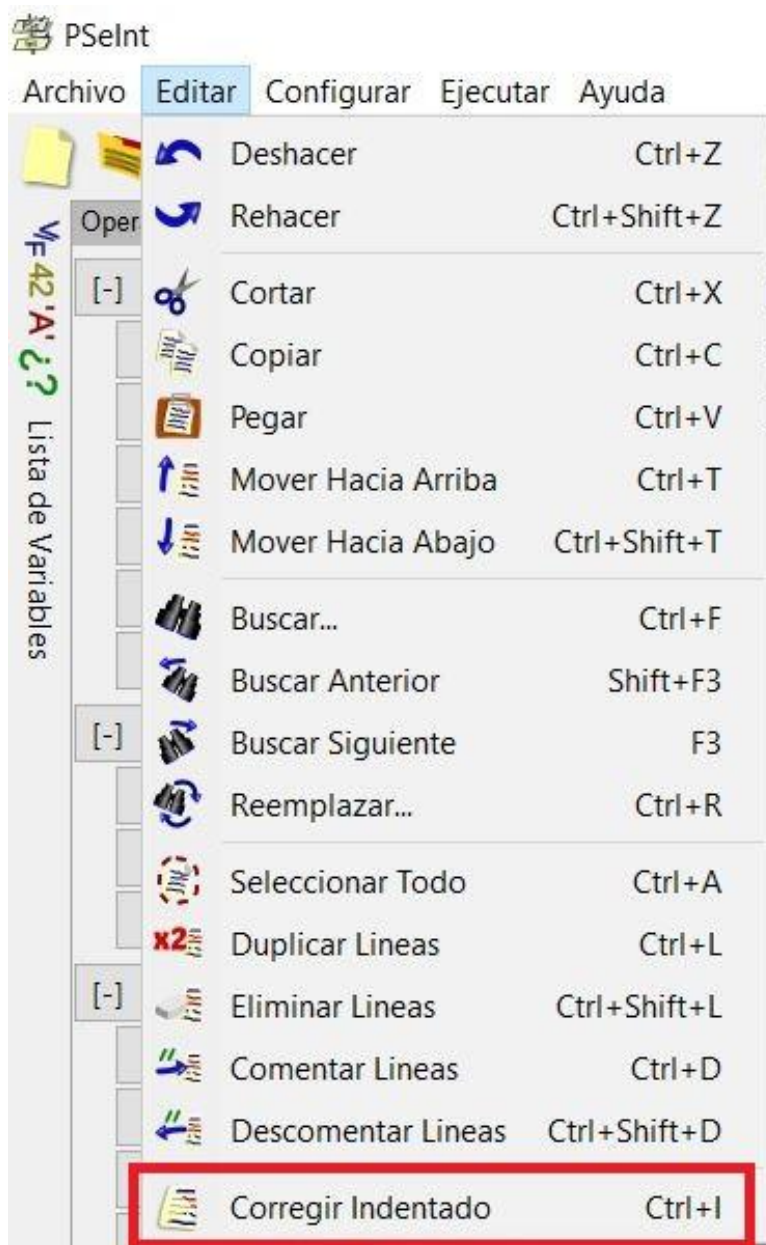 PSeInt
Archivo Editar Configurar Ejecutar Ayuda
Deshacer Ctrl+Z
Oper Rehacer Ctrl+Shift+Z
V/F 42 'A' ¿? Lista de Variables
[-] Cortar Ctrl+X
Copiar Ctrl+C
Pegar Ctrl+V
Mover Hacia Arriba Ctrl+T
Mover Hacia Abajo Ctrl+Shift+T
Buscar... Ctrl+F
Buscar Anterior Shift+F3
[-] Buscar Siguiente F3
Reemplazar... Ctrl+R
Seleccionar Todo Ctrl+A
x2 Duplicar Lineas Ctrl+L
[-] Eliminar Lineas Ctrl+Shift+L
Comentar Lineas Ctrl+D
Descomentar Lineas Ctrl+Shift+D
Corregir Indentado Ctrl+I